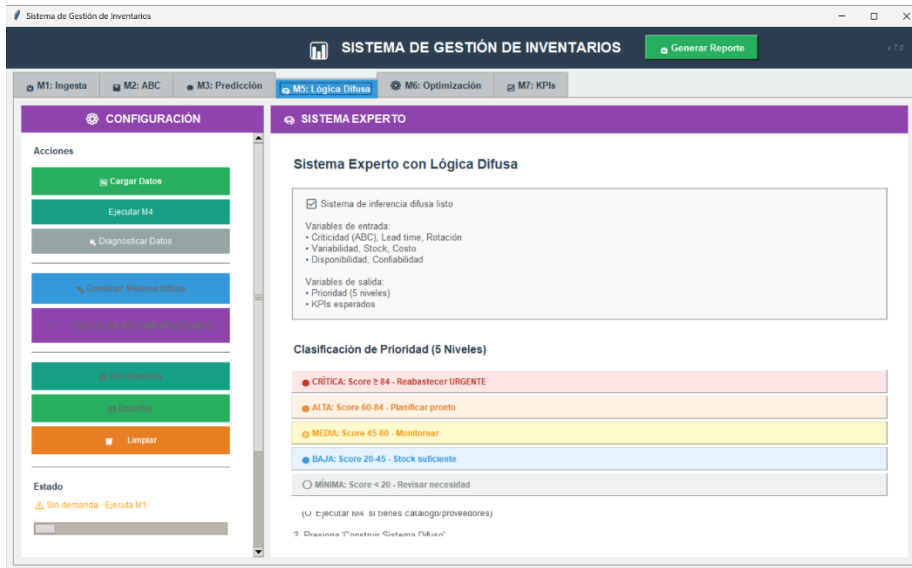 Sistema de Gestión de Inventarios
SISTEMA DE GESTIÓN DE INVENTARIOS
Generar Reporte
v 7.0
M1: Ingesta
M2: ABC
M3: Predicción
M5: Lógica Difusa
M6: Optimización
M7: KPIs
CONFIGURACIÓN
Acciones
Cargar Datos
Ejecutar M4
Diagnosticar Datos
Construir Sistema Difuso
Exportar
Limpiar
Estado
Sin demanda - Ejecuta M1
SISTEMA EXPERTO
Sistema Experto con Lógica Difusa
Sistema de inferencia difusa listo
Variables de entrada:
• Criticidad (ABC), Lead time, Rotación
• Variabilidad, Stock, Costo
• Disponibilidad, Confiabilidad
Variables de salida:
• Prioridad (5 niveles)
• KPIs esperados
Clasificación de Prioridad (5 Niveles)
CRÍTICA: Score ≥ 84 - Reabastecer URGENTE
ALTA: Score 60-84 - Planificar pronto
MEDIA: Score 45-60 - Monitorear
BAJA: Score 20-45 - Stock suficiente
MÍNIMA: Score < 20 - Revisar necesidad
(O Ejecutar M4 si tienes catálogo/proveedores)
2. Presiona 'Construir Sistema Difuso'